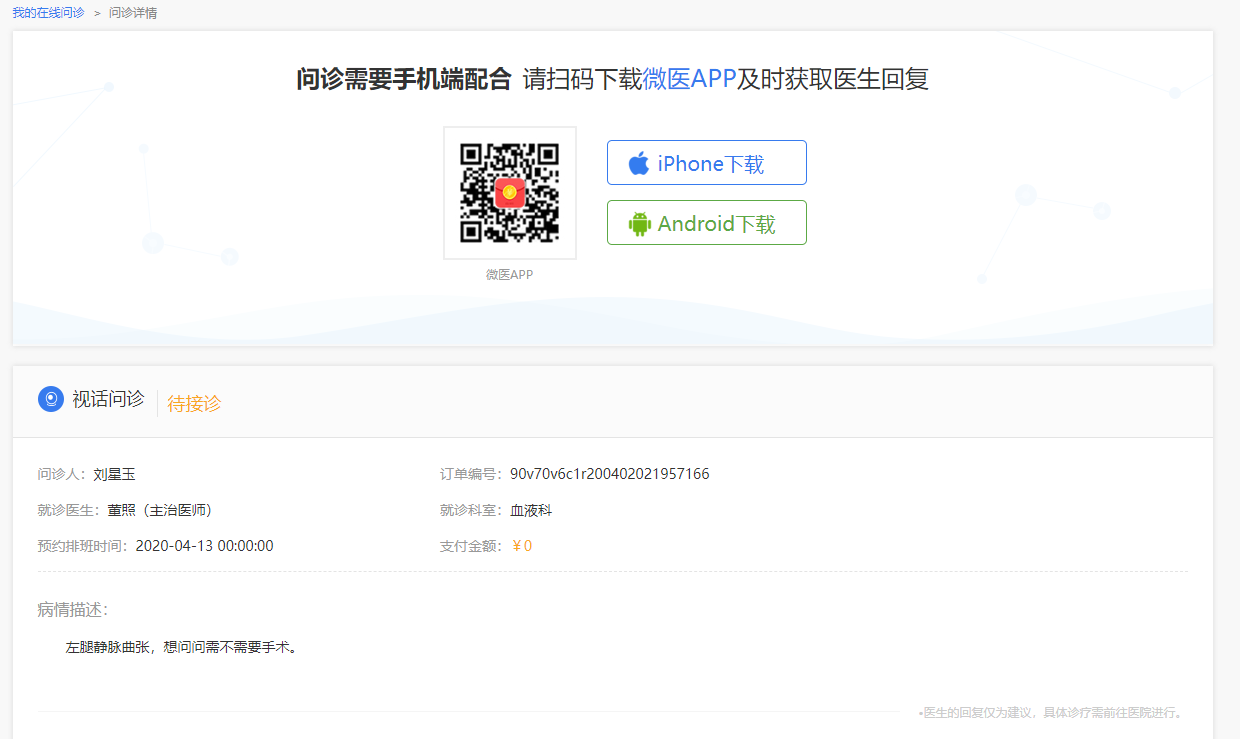 我的在线问诊 > 问诊详情
问诊需要手机端配合 请扫码下载微医APP及时获取医生回复
iPhone下载
Android下载
微医APP
视话问诊 待接诊
问诊人：刘星玉 订单编号：90v70v6c1r200402021957166
就诊医生：董照（主治医师） 就诊科室：血液科
预约排班时间：2020-04-13 00:00:00 支付金额：￥0
病情描述：
左腿静脉曲张，想问问需不需要手术。
•医生的回复仅为建议，具体诊疗需前往医院进行。